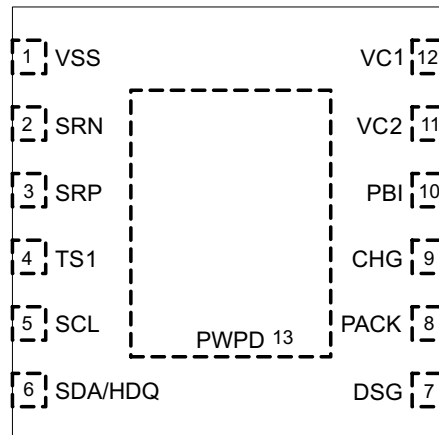 1 VSS VC1 12
2 SRN VC2 11
3 SRP PBI 10
4 TS1 CHG 9
5 SCL PACK 8
PWPD 13
6 SDA/HDQ DSG 7